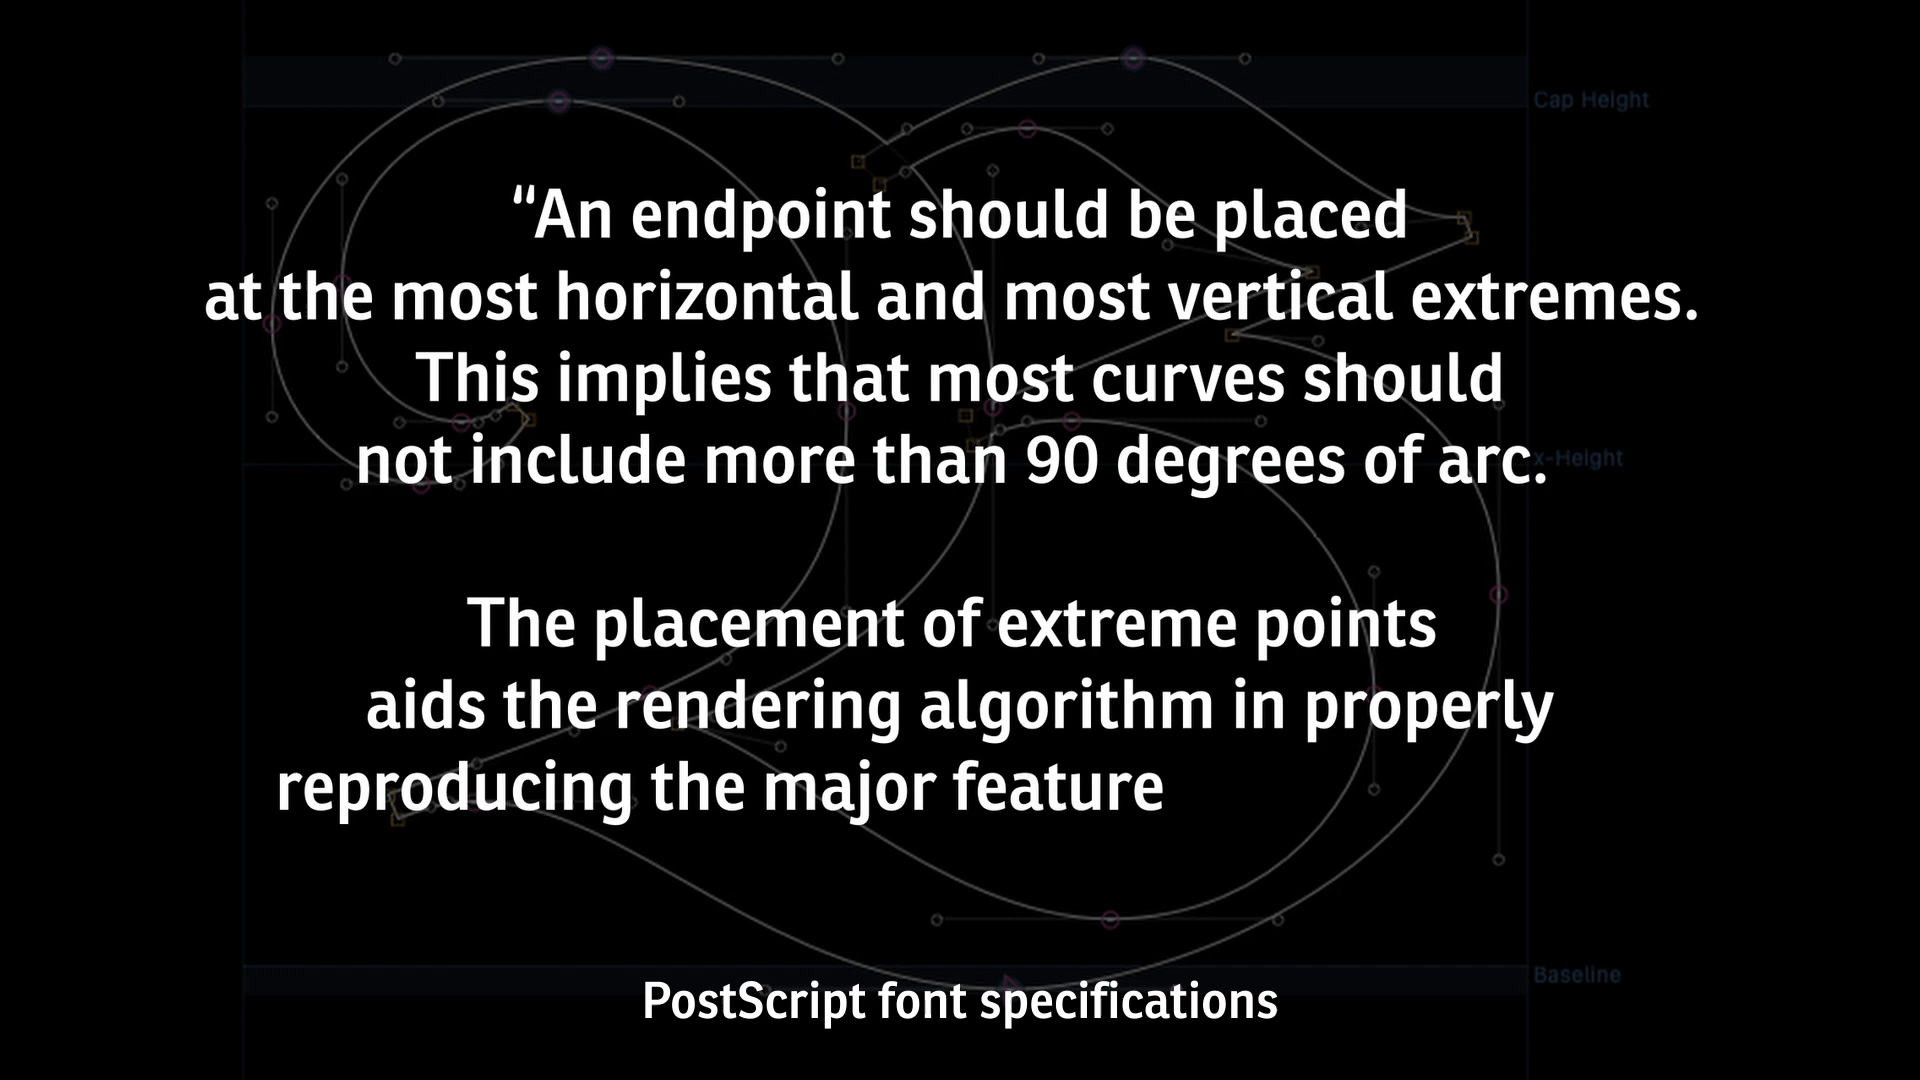 Cap Height
“An endpoint should be placed
at the most horizontal and most vertical extremes.
This implies that most curves should
not include more than 90 degrees of arc.
x-Height
The placement of extreme points
aids the rendering algorithm in properly
reproducing the major feature
Baseline
PostScript font specifications